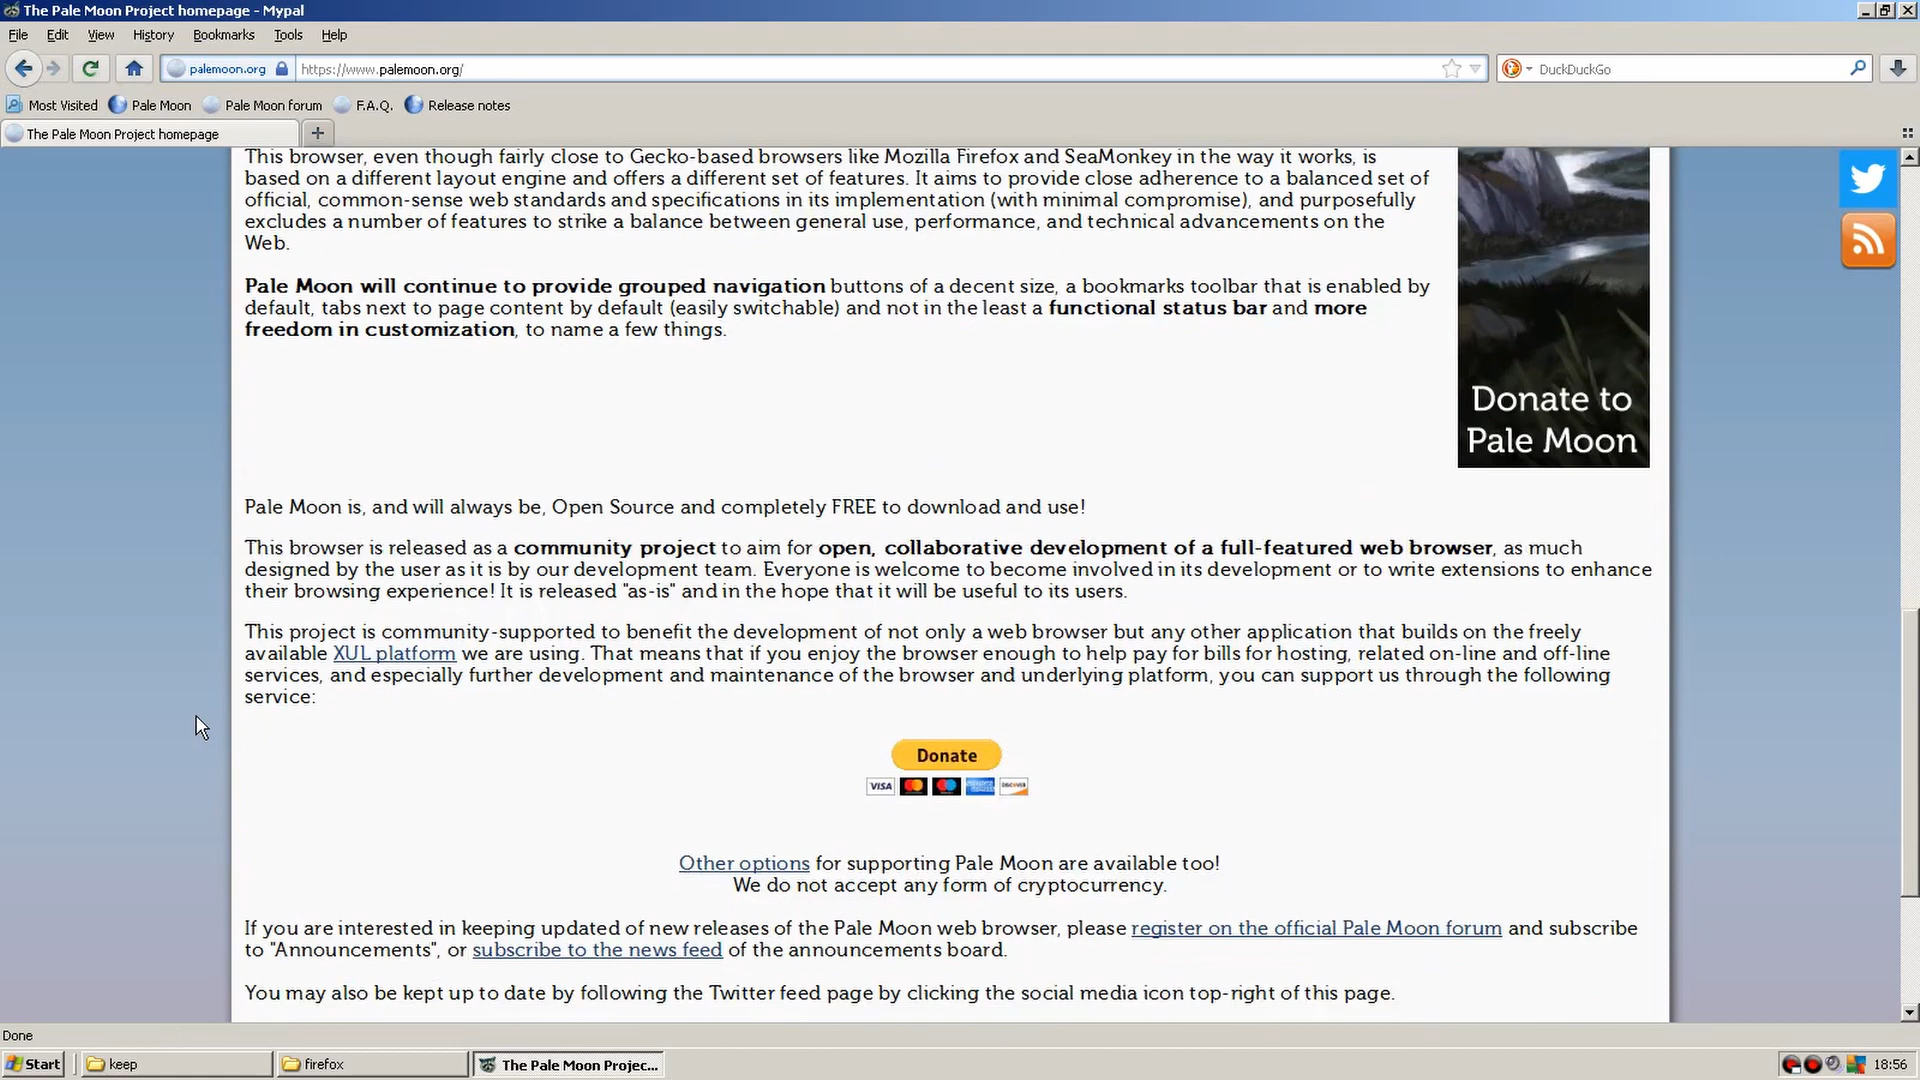 The Pale Moon Project homepage - Mypal
File Edit View History Bookmarks Tools Help
palemoon.org https://www.palemoon.org/ DuckDuckGo
Most Visited Pale Moon Pale Moon forum F.A.Q. Release notes
The Pale Moon Project homepage
This browser, even though fairly close to Gecko-based browsers like Mozilla Firefox and SeaMonkey in the way it works, is
based on a different layout engine and offers a different set of features. It aims to provide close adherence to a balanced set of
official, common-sense web standards and specifications in its implementation (with minimal compromise), and purposefully
excludes a number of features to strike a balance between general use, performance, and technical advancements on the
Web.
Pale Moon will continue to provide grouped navigation buttons of a decent size, a bookmarks toolbar that is enabled by
default, tabs next to page content by default (easily switchable) and not in the least a functional status bar and more
freedom in customization, to name a few things.
Donate to
Pale Moon
Pale Moon is, and will always be, Open Source and completely FREE to download and use!
This browser is released as a community project to aim for open, collaborative development of a full-featured web browser, as much
designed by the user as it is by our development team. Everyone is welcome to become involved in its development or to write extensions to enhance
their browsing experience! It is released "as-is" and in the hope that it will be useful to its users.
This project is community-supported to benefit the development of not only a web browser but any other application that builds on the freely
available XUL platform we are using. That means that if you enjoy the browser enough to help pay for bills for hosting, related on-line and off-line
services, and especially further development and maintenance of the browser and underlying platform, you can support us through the following
service:
Donate
VISA DISCOVER
Other options for supporting Pale Moon are available too!
We do not accept any form of cryptocurrency.
If you are interested in keeping updated of new releases of the Pale Moon web browser, please register on the official Pale Moon forum and subscribe
to "Announcements", or subscribe to the news feed of the announcements board.
You may also be kept up to date by following the Twitter feed page by clicking the social media icon top-right of this page.
Done
Start keep firefox The Pale Moon Projec... 18:56